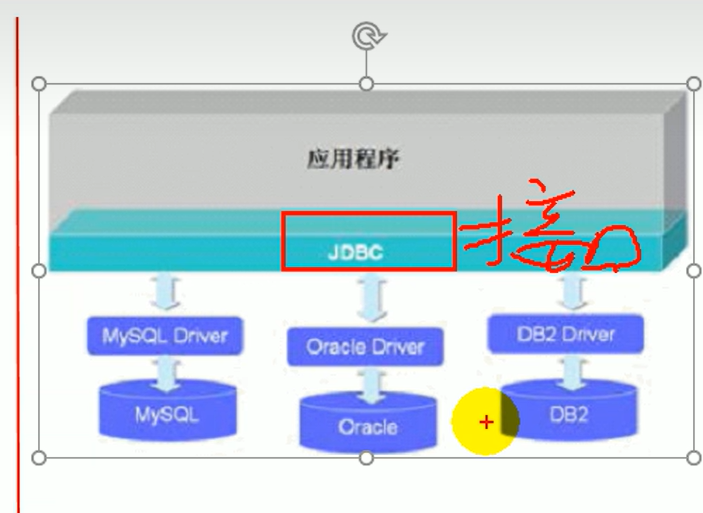 应用程序
JDBC
接口
MySQL Driver
Oracle Driver
DB2 Driver
MySQL
Oracle
DB2